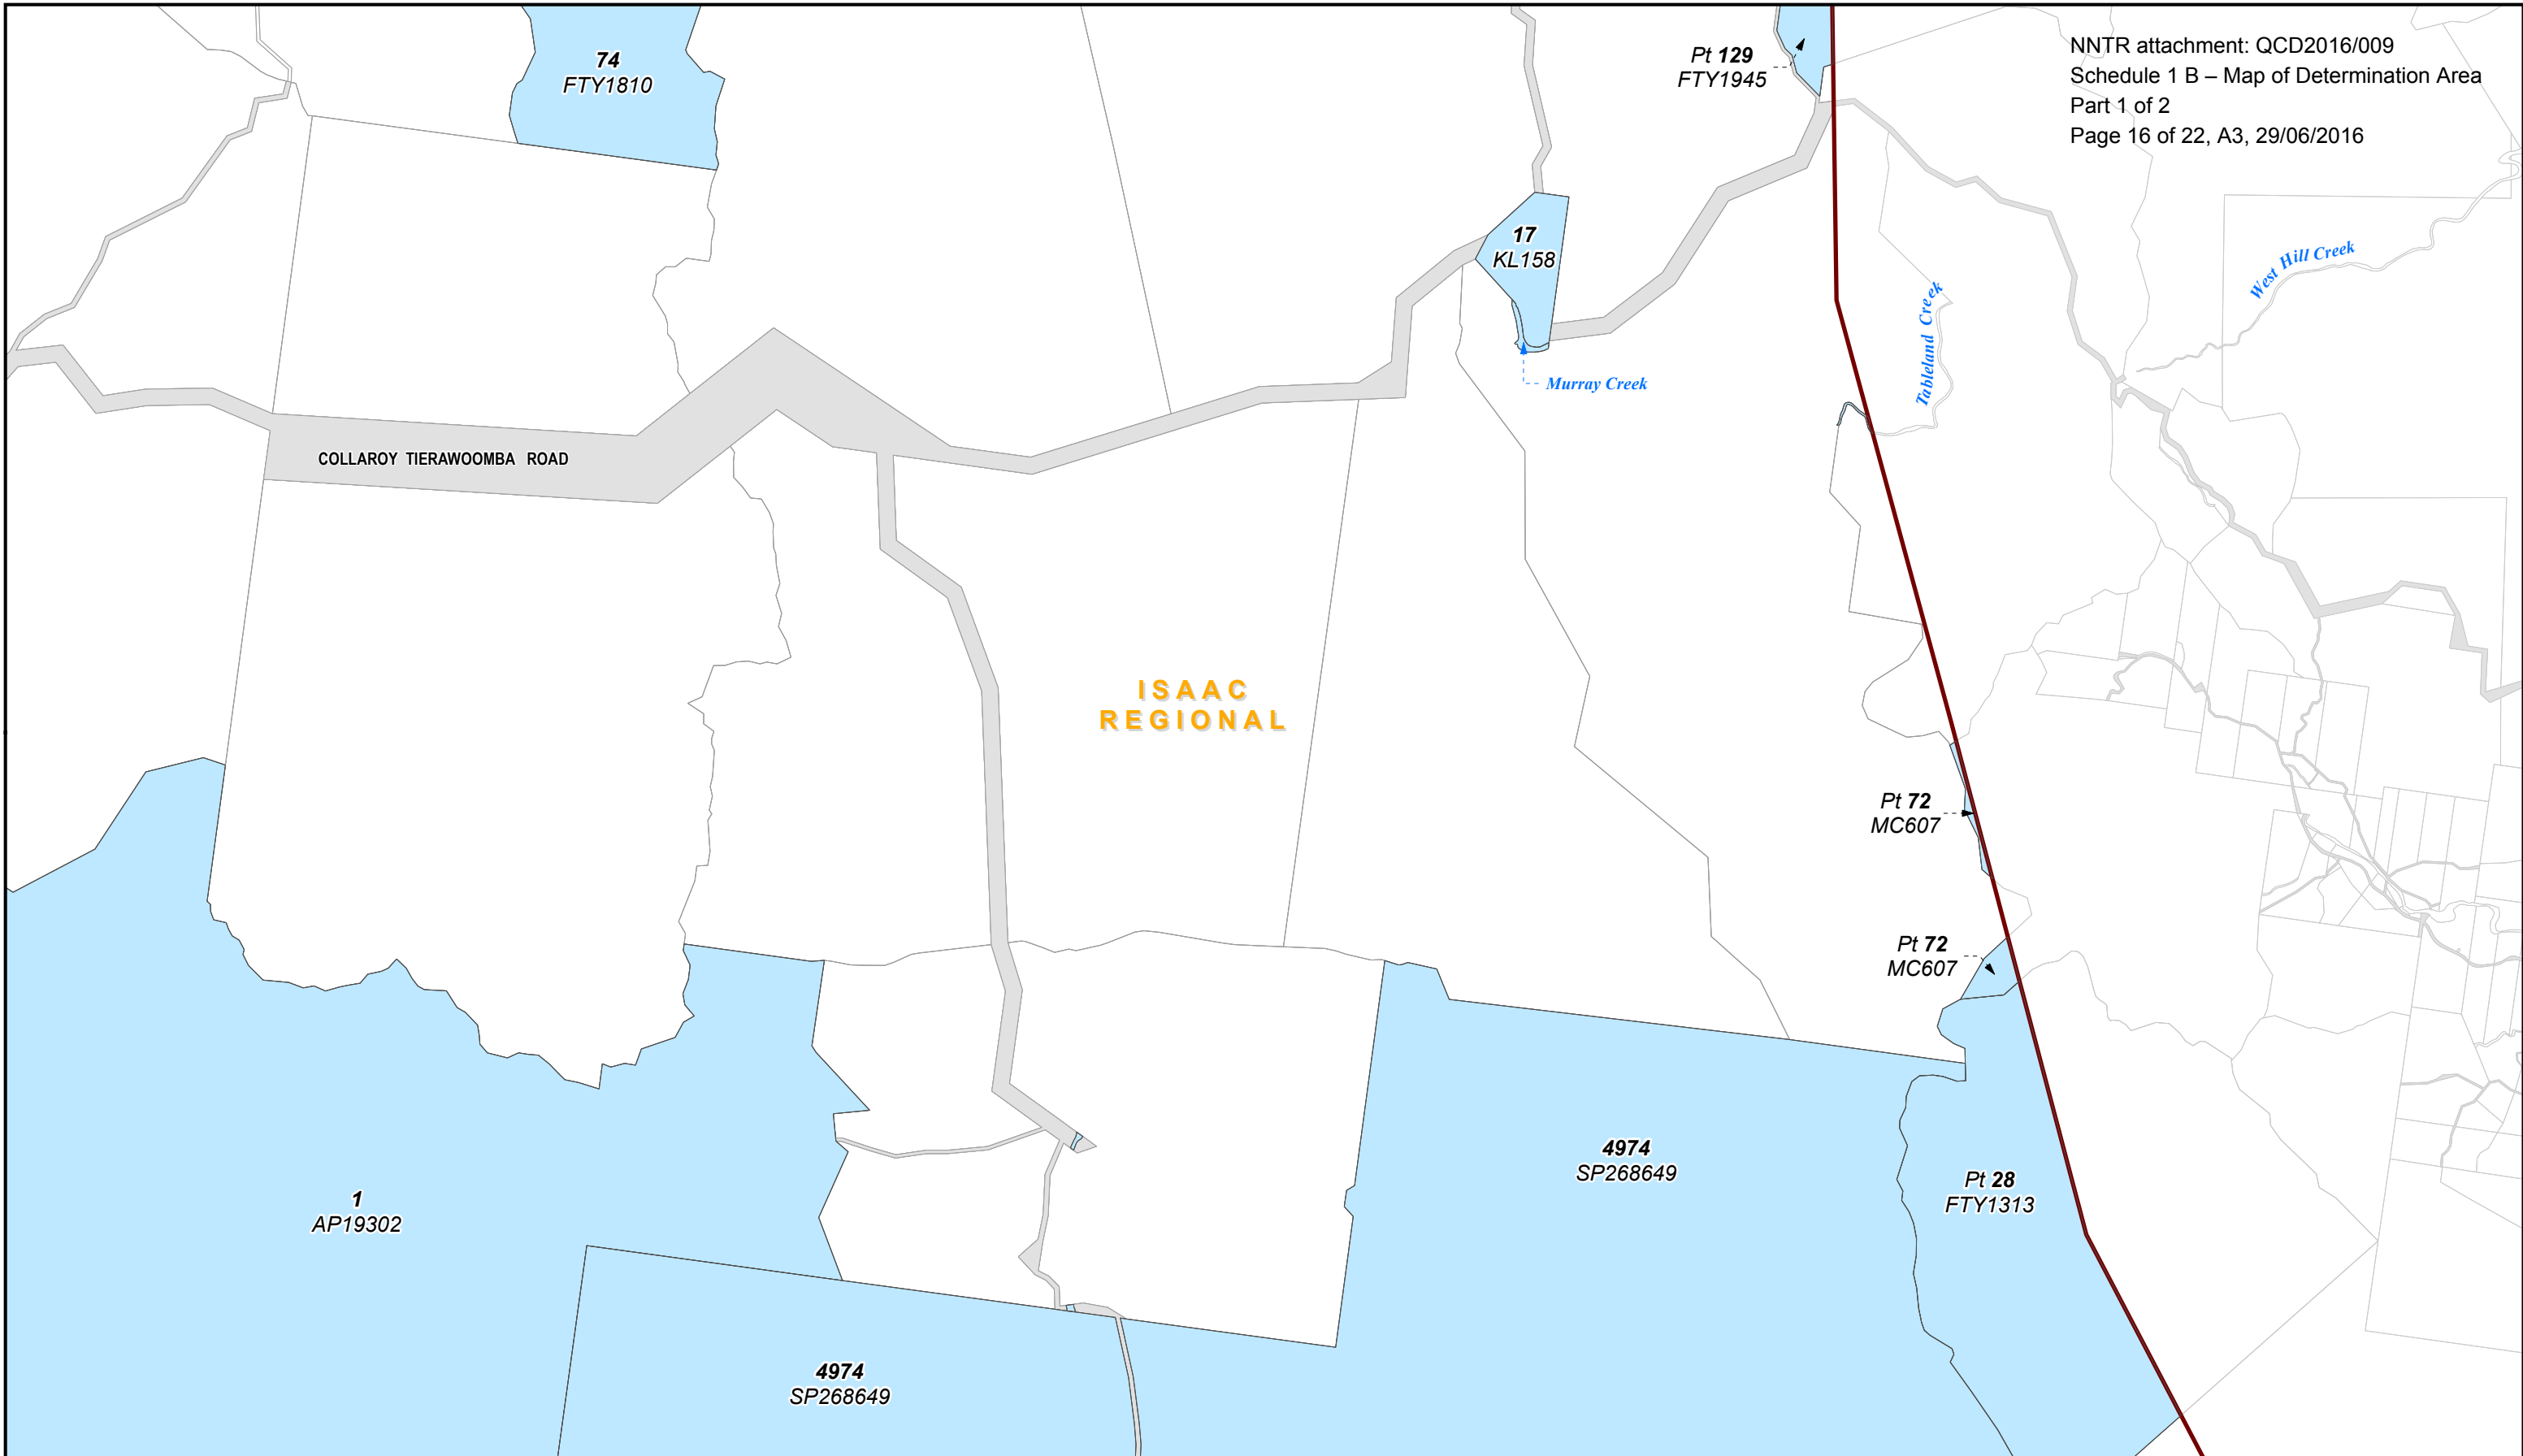 NNTR attachment: QCD2016/009
Schedule 1 B – Map of Determination Area
Part 1 of 2
Page 16 of 22, A3, 29/06/2016
74
FTY1810
Pt 129
FTY1945
17
KL158
West Hill Creek
Tableland Creek
Murray Creek
COLLAROY TIERAWOOMBA ROAD
ISAAC
REGIONAL
Pt 72
MC607
Pt 72
MC607
4974
SP268649
Pt 28
FTY1313
1
AP19302
4974
SP268649